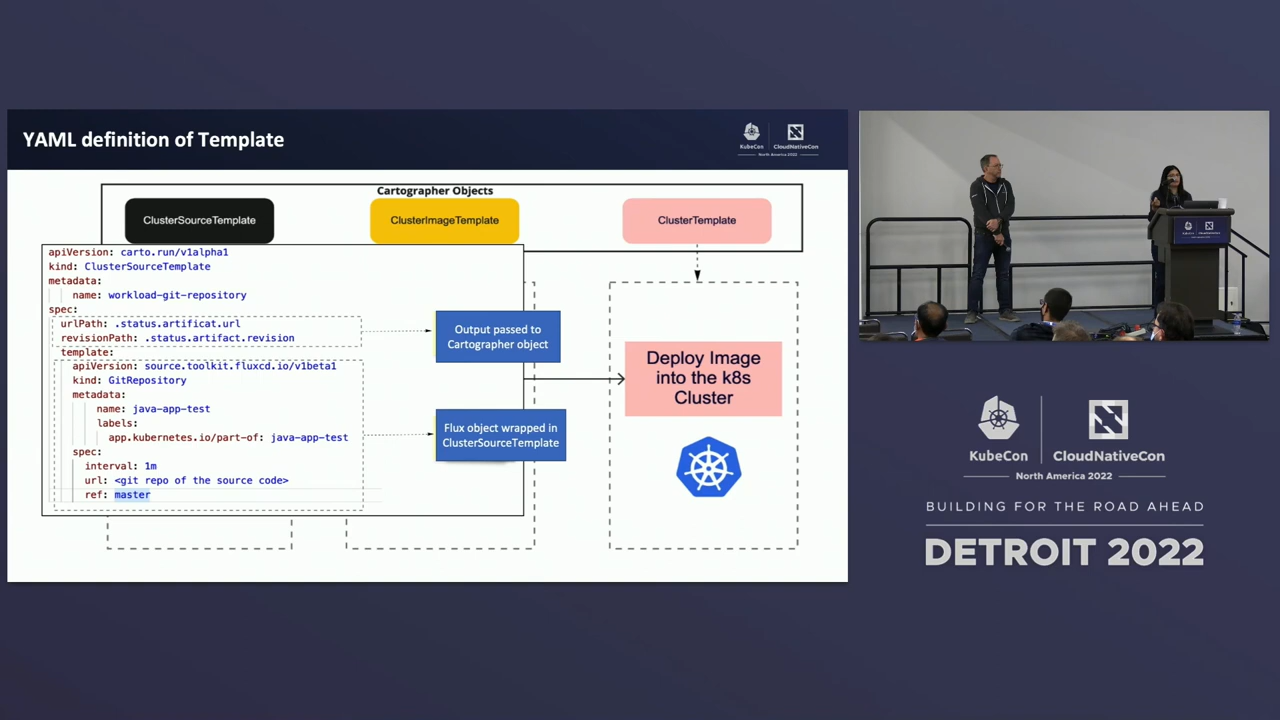 YAML definition of Template
KubeCon
CloudNativeCon
North America 2022
Cartographer Objects
ClusterSourceTemplate
ClusterImageTemplate
ClusterTemplate
apiVersion: carto.run/v1alpha1
kind: ClusterSourceTemplate
metadata:
name: workload-git-repository
spec:
urlPath: .status.artificat.url
revisionPath: .status.artifact.revision
template:
apiVersion: source.toolkit.fluxcd.io/v1beta1
kind: GitRepository
metadata:
name: java-app-test
labels:
app.kubernetes.io/part-of: java-app-test
spec:
interval: 1m
url: <git repo of the source code>
ref: master
Output passed to
Cartographer object
Flux object wrapped in
ClusterSourceTemplate
Deploy Image
into the k8s
Cluster
KubeCon
CloudNativeCon
North America 2022
BUILDING FOR THE ROAD AHEAD
DETROIT 2022